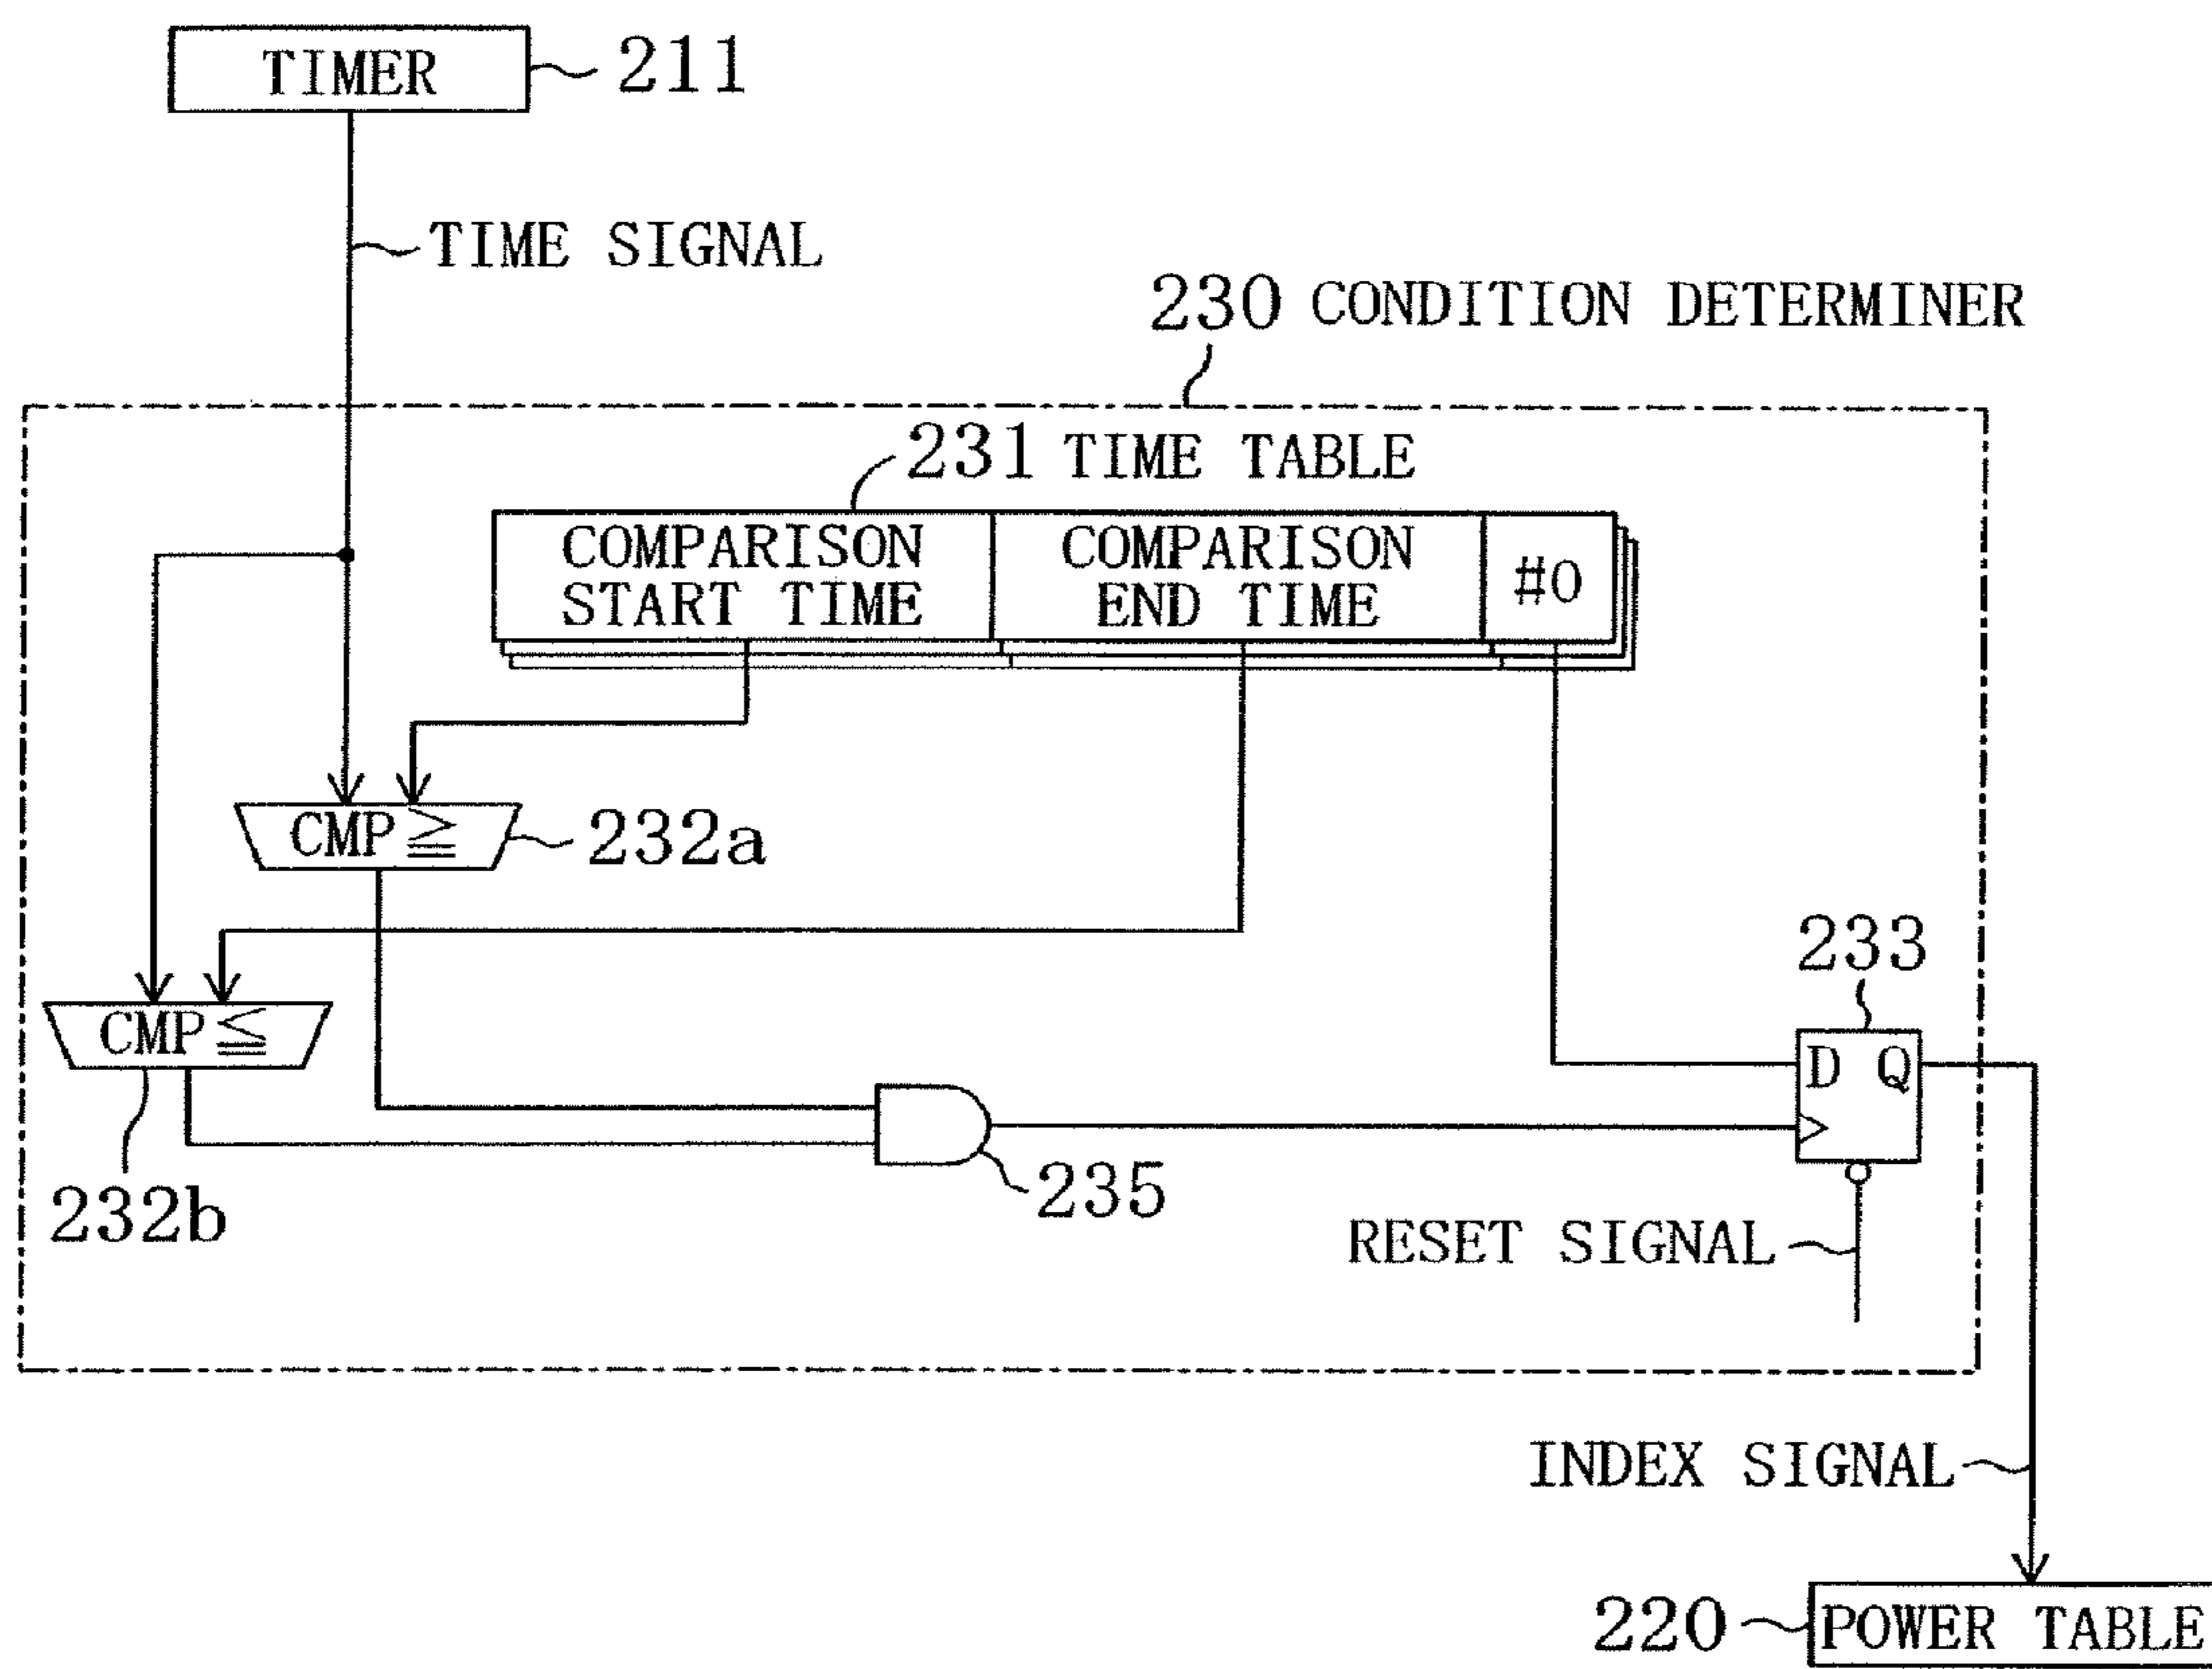 TIMER
211
TIME SIGNAL
230 CONDITION DETERMINER
231 TIME TABLE
COMPARISON
START TIME
COMPARISON
END TIME
#0
CMP ≧
232a
CMP ≦
232b
235
233
D Q
RESET SIGNAL
INDEX SIGNAL
220
POWER TABLE